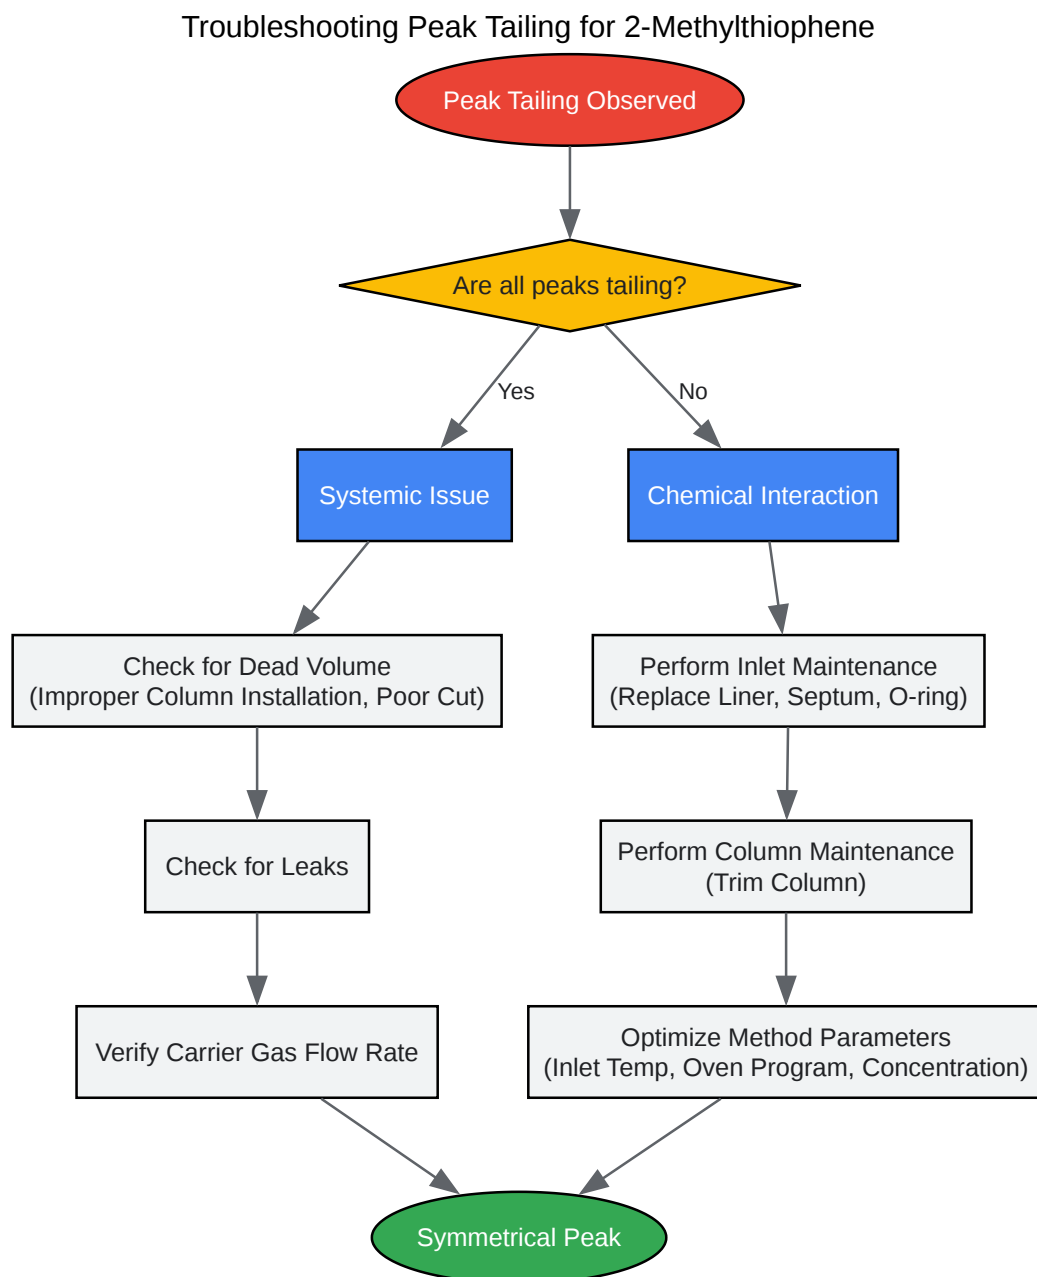 Troubleshooting Peak Tailing for 2-Methylthiophene
Peak Tailing Observed
Are all peaks tailing?
Yes
No
Systemic Issue
Chemical Interaction
Check for Dead Volume
(Improper Column Installation, Poor Cut)
Perform Inlet Maintenance
(Replace Liner, Septum, O-ring)
Check for Leaks
Perform Column Maintenance
(Trim Column)
Verify Carrier Gas Flow Rate
Optimize Method Parameters
(Inlet Temp, Oven Program, Concentration)
Symmetrical Peak